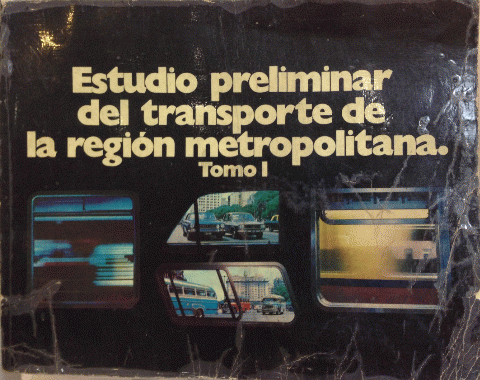 Estudio preliminar
del transporte de
la región metropolitana.
Tomo I